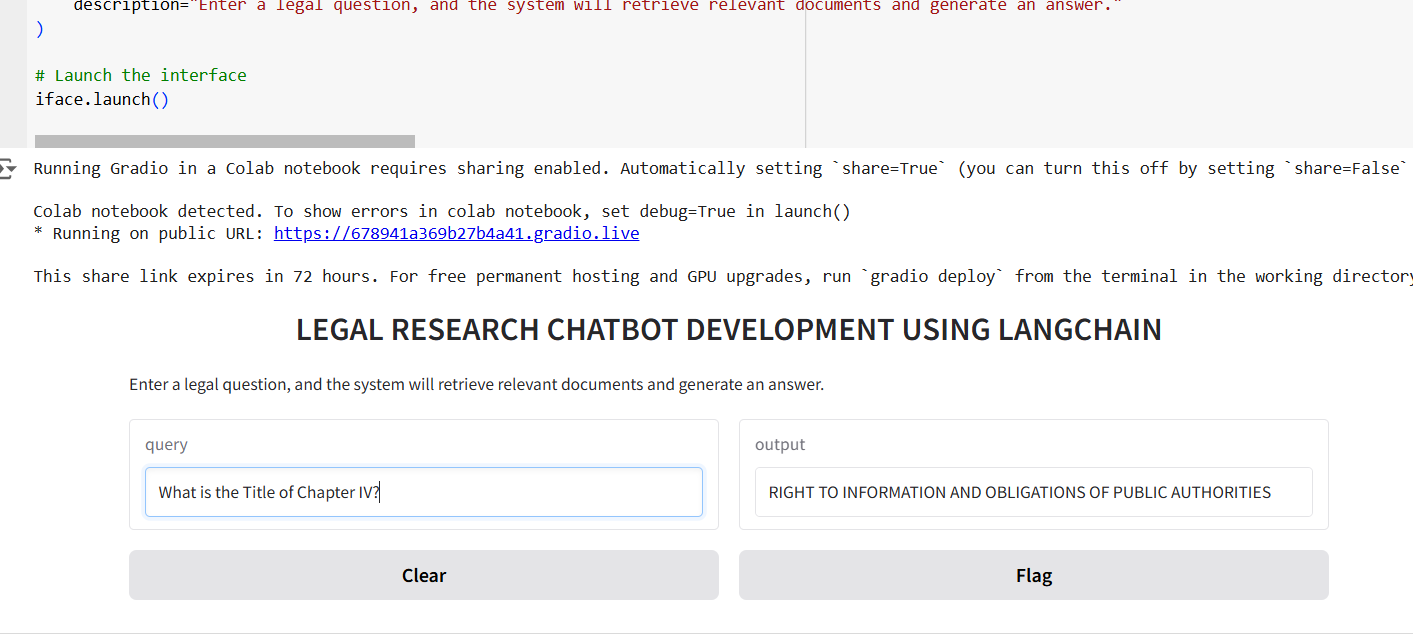 description="Enter a legal question, and the system will retrieve relevant documents and generate an answer."
)
# Launch the interface
iface.launch()
Running Gradio in a Colab notebook requires sharing enabled. Automatically setting `share=True` (you can turn this off by setting `share=False`
Colab notebook detected. To show errors in colab notebook, set debug=True in launch()
* Running on public URL: https://678941a369b27b4a41.gradio.live
This share link expires in 72 hours. For free permanent hosting and GPU upgrades, run `gradio deploy` from the terminal in the working directory
LEGAL RESEARCH CHATBOT DEVELOPMENT USING LANGCHAIN
Enter a legal question, and the system will retrieve relevant documents and generate an answer.
query
What is the Title of Chapter IV?
output
RIGHT TO INFORMATION AND OBLIGATIONS OF PUBLIC AUTHORITIES
Clear
Flag